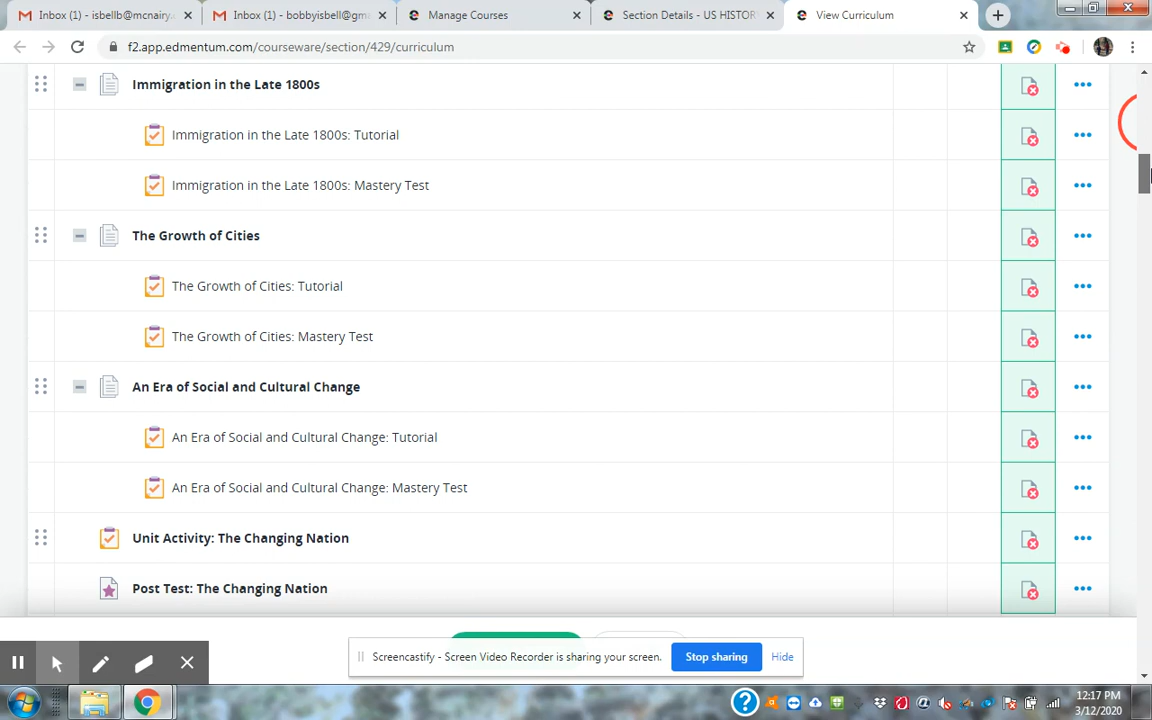 Inbox (1) - isbellb@mcnairy.
Inbox (1) - bobbyisbell@gm
Manage Courses
Section Details - US HISTOR
View Curriculum
f2.app.edmentum.com/courseware/section/429/curriculum
Immigration in the Late 1800s
Immigration in the Late 1800s: Tutorial
Immigration in the Late 1800s: Mastery Test
The Growth of Cities
The Growth of Cities: Tutorial
The Growth of Cities: Mastery Test
An Era of Social and Cultural Change
An Era of Social and Cultural Change: Tutorial
An Era of Social and Cultural Change: Mastery Test
Unit Activity: The Changing Nation
Post Test: The Changing Nation
Screencastify - Screen Video Recorder is sharing your screen.
Stop sharing
Hide
12:17 PM
3/12/2020